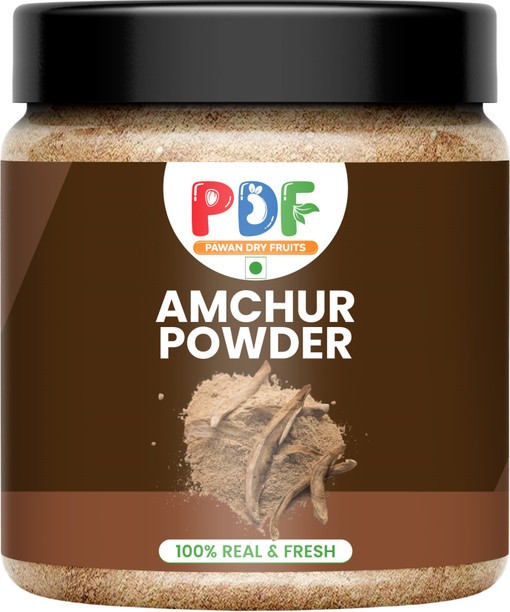 PDF
PAWAN DRY FRUITS
AMCHUR
POWDER
100% REAL & FRESH